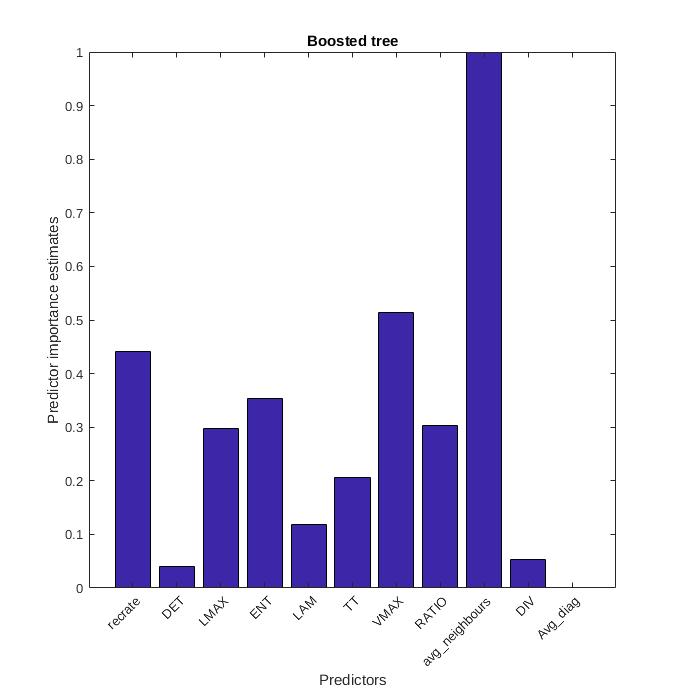 Boosted tree
Predictor importance estimates
1
0.9
0.8
0.7
0.6
0.5
0.4
0.3
0.2
0.1
0
recrate
DET
LMAX
ENT
LAM
TT
VMAX
RATIO
avg_neighbours
DIV
Avg_diag
Predictors